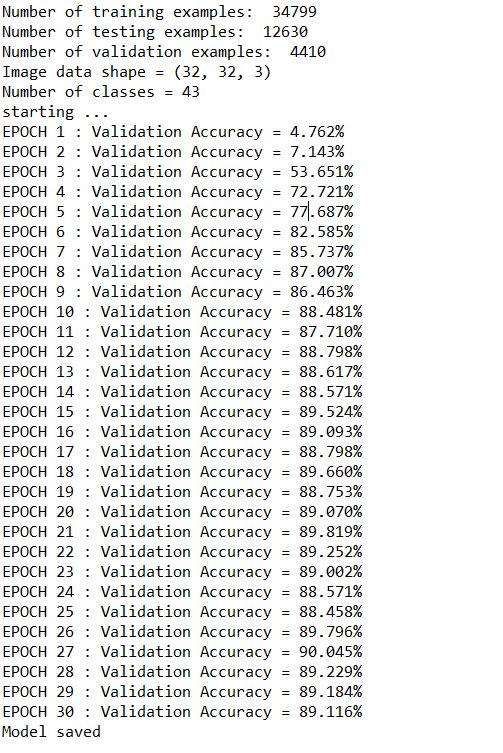 Number of training examples:  34799
Number of testing examples:  12630
Number of validation examples:  4410
Image data shape = (32, 32, 3)
Number of classes = 43
starting ...
EPOCH 1 : Validation Accuracy = 4.762%
EPOCH 2 : Validation Accuracy = 7.143%
EPOCH 3 : Validation Accuracy = 53.651%
EPOCH 4 : Validation Accuracy = 72.721%
EPOCH 5 : Validation Accuracy = 77.687%
EPOCH 6 : Validation Accuracy = 82.585%
EPOCH 7 : Validation Accuracy = 85.737%
EPOCH 8 : Validation Accuracy = 87.007%
EPOCH 9 : Validation Accuracy = 86.463%
EPOCH 10 : Validation Accuracy = 88.481%
EPOCH 11 : Validation Accuracy = 87.710%
EPOCH 12 : Validation Accuracy = 88.798%
EPOCH 13 : Validation Accuracy = 88.617%
EPOCH 14 : Validation Accuracy = 88.571%
EPOCH 15 : Validation Accuracy = 89.524%
EPOCH 16 : Validation Accuracy = 89.093%
EPOCH 17 : Validation Accuracy = 88.798%
EPOCH 18 : Validation Accuracy = 89.660%
EPOCH 19 : Validation Accuracy = 88.753%
EPOCH 20 : Validation Accuracy = 89.070%
EPOCH 21 : Validation Accuracy = 89.819%
EPOCH 22 : Validation Accuracy = 89.252%
EPOCH 23 : Validation Accuracy = 89.002%
EPOCH 24 : Validation Accuracy = 88.571%
EPOCH 25 : Validation Accuracy = 88.458%
EPOCH 26 : Validation Accuracy = 89.796%
EPOCH 27 : Validation Accuracy = 90.045%
EPOCH 28 : Validation Accuracy = 89.229%
EPOCH 29 : Validation Accuracy = 89.184%
EPOCH 30 : Validation Accuracy = 89.116%
Model saved